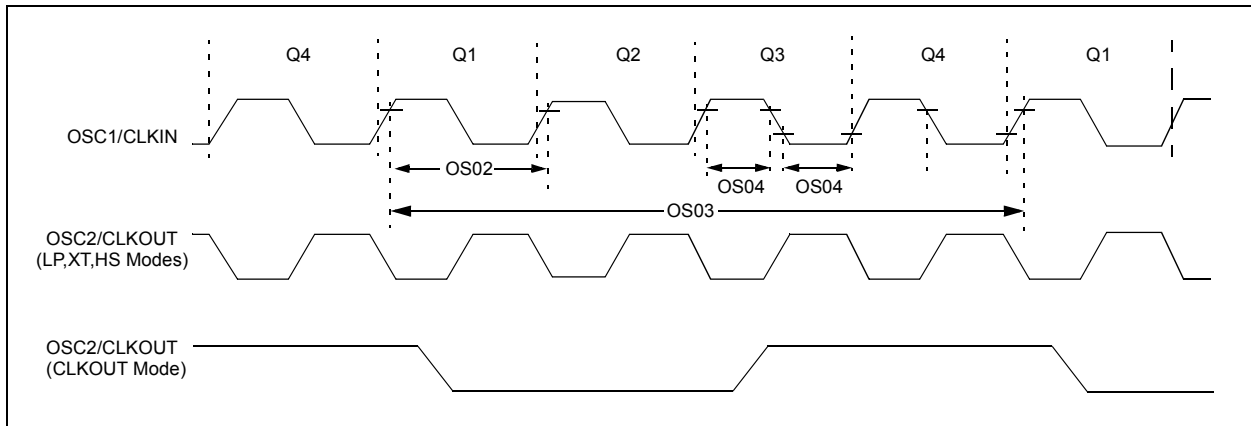 Q4 Q1 Q2 Q3 Q4 Q1
OSC1/CLKIN
OS02
OS04 OS04
OS03
OSC2/CLKOUT
(LP,XT,HS Modes)
OSC2/CLKOUT
(CLKOUT Mode)